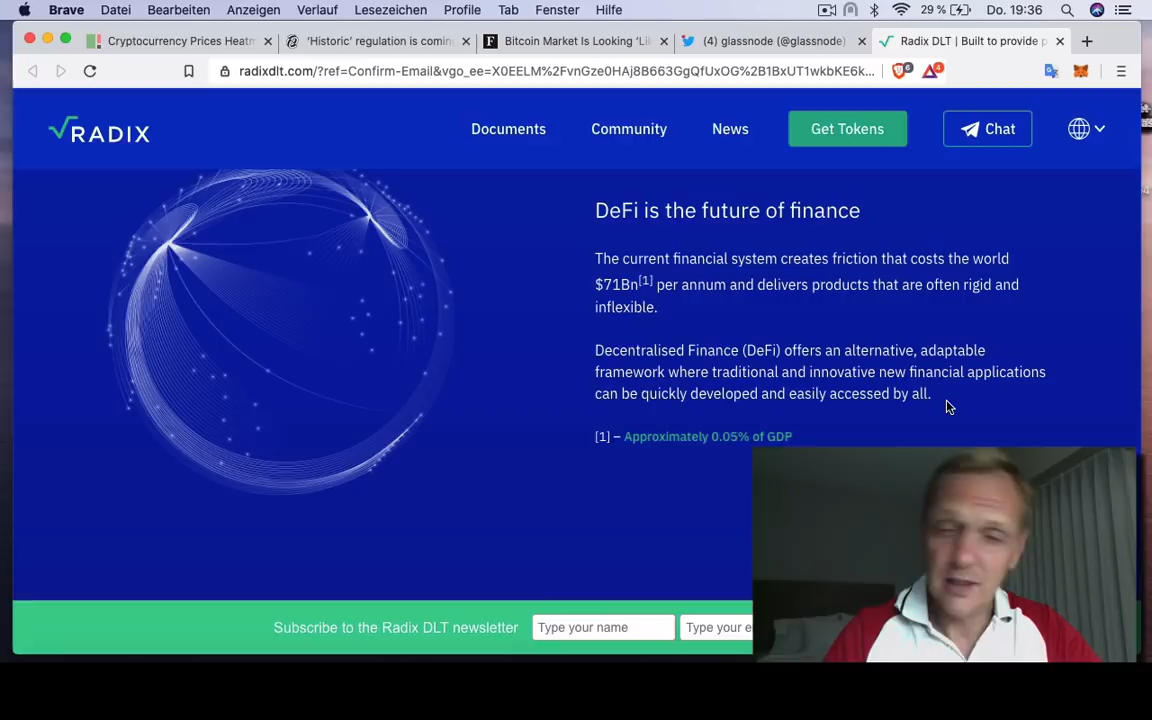 Brave Datei Bearbeiten Anzeigen Verlauf Lesezeichen Profile Tab Fenster Hilfe 29 % Do. 19:36
Cryptocurrency Prices Heatm 'Historic' regulation is coming Bitcoin Market Is Looking (4) glassnode (@glassnode) Radix DLT | Built to provide p
radixdlt.com/?ref=Confirm-Email&vgo_ee=X0EELM%2FvnGze0HAj8B663GgQfUxOG%2B1BxUT1wkbKE6k...
RADIX Documents Community News Get Tokens Chat
DeFi is the future of finance
The current financial system creates friction that costs the world
$71Bn[1] per annum and delivers products that are often rigid and
inflexible.
Decentralised Finance (DeFi) offers an alternative, adaptable
framework where traditional and innovative new financial applications
can be quickly developed and easily accessed by all.
[1] – Approximately 0.05% of GDP
Subscribe to the Radix DLT newsletter Type your name Type your e